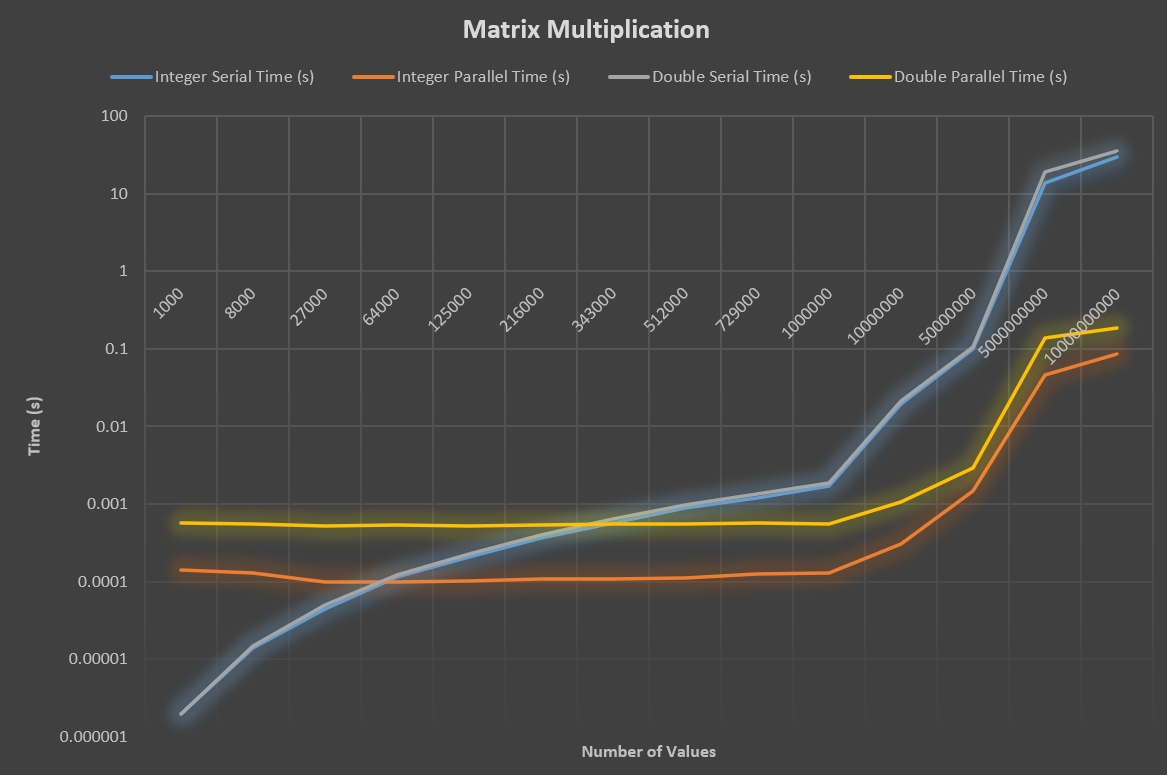 Matrix Multiplication
Integer Serial Time (s) Integer Parallel Time (s) Double Serial Time (s) Double Parallel Time (s)
100
10
1
0.1
0.01
0.001
0.0001
0.00001
0.000001
Time (s)
1000 8000 27000 64000 125000 216000 343000 512000 729000 1000000 10000000 50000000 5000000000 10000000000
Number of Values